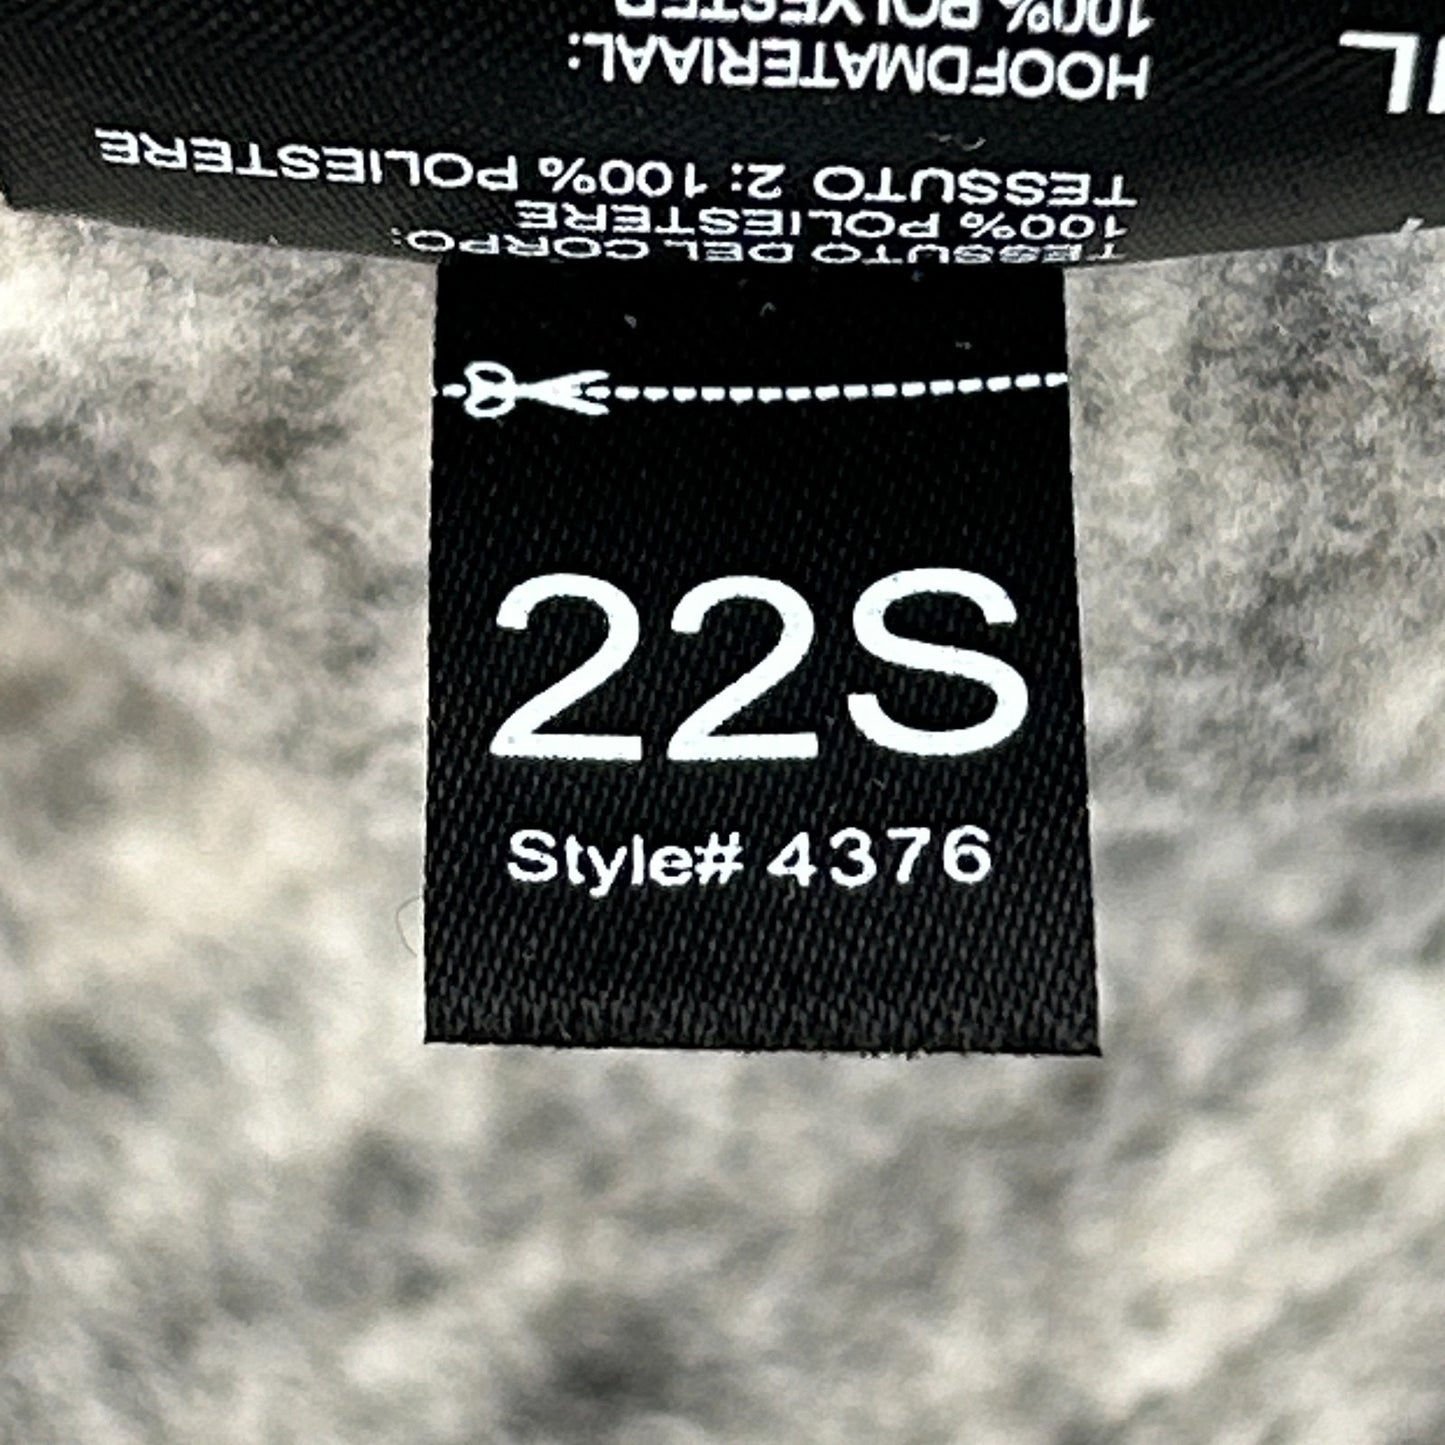 TESSUTO DEL CORPO:
100% POLIESTERE
TESSUTO 2: 100% POLIESTERE
HOOFDMATERIAAL:
100% POLYESTER
22S
Style# 4376